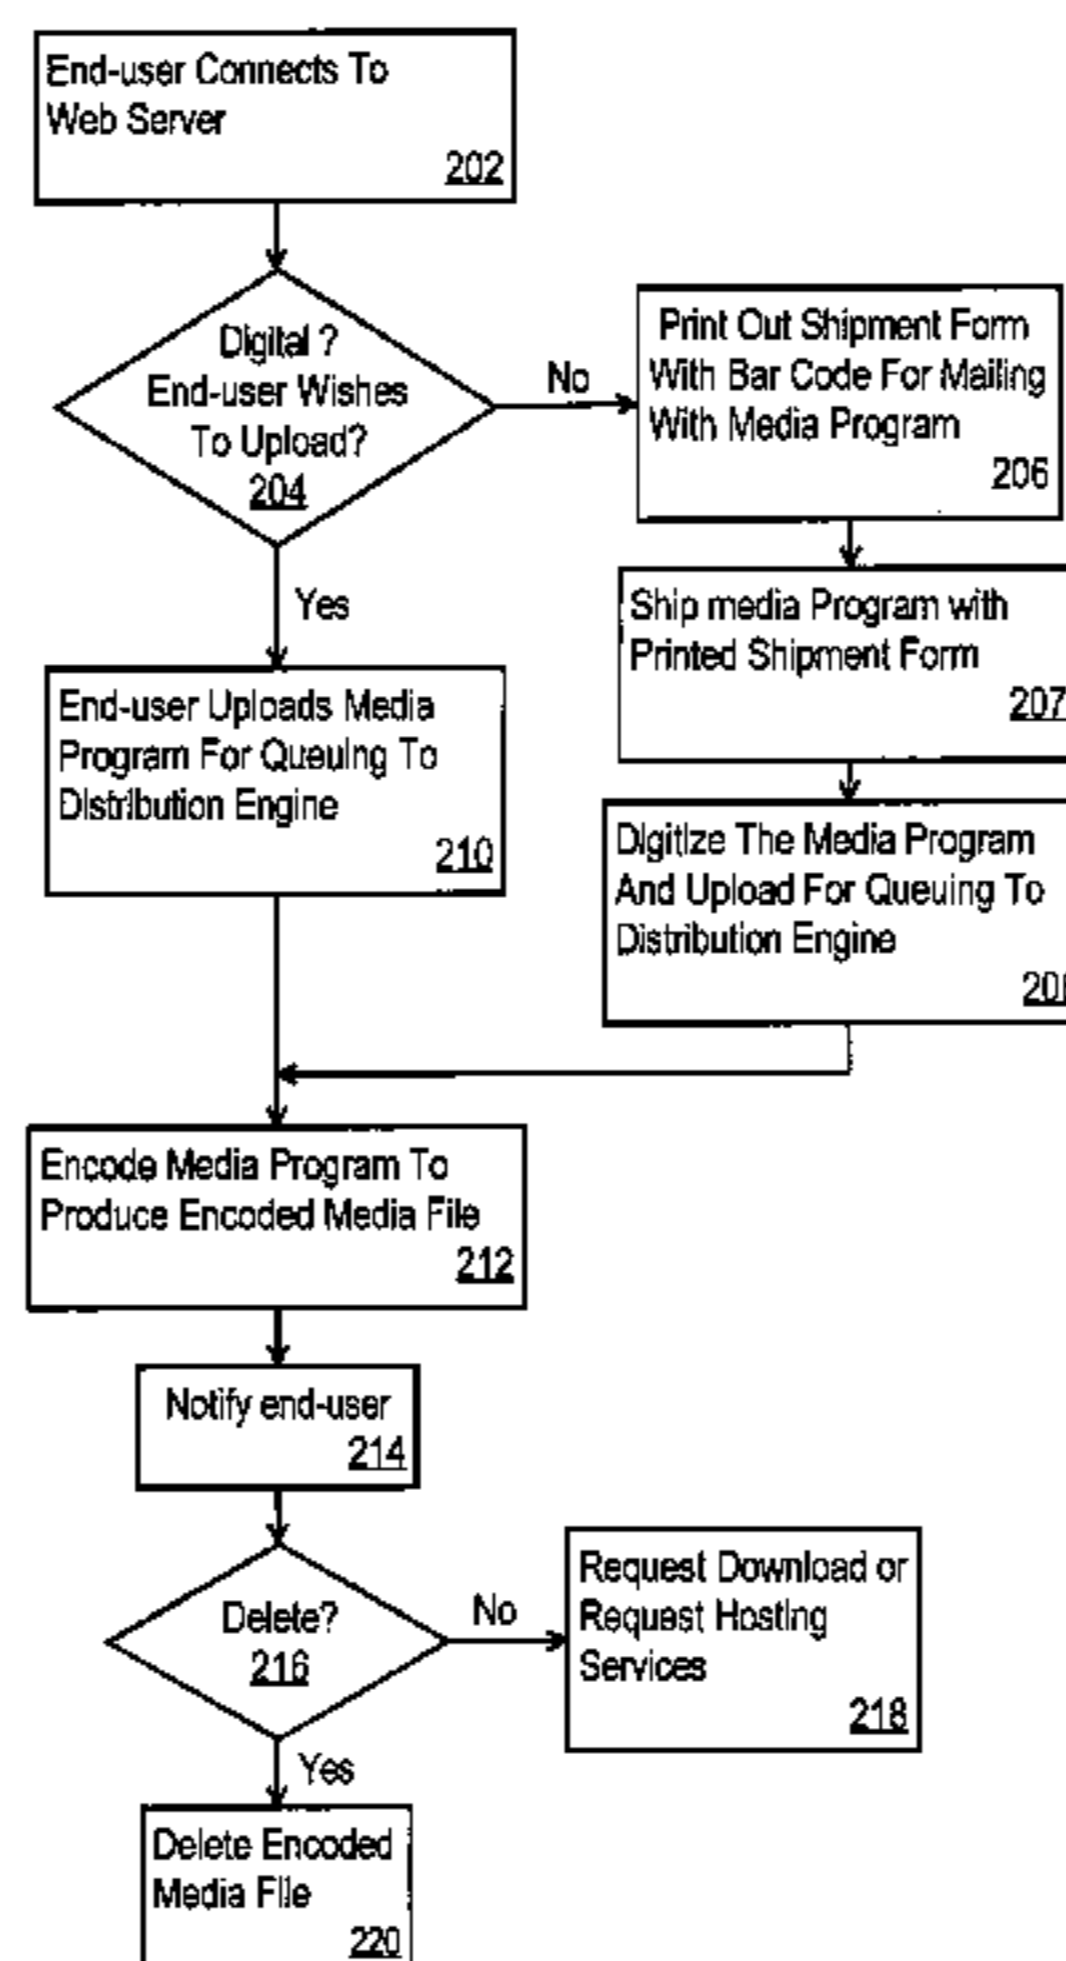 End-user Connects To
Web Server
202
Digital ?
End-user Wishes
To Upload?
204
No
Print Out Shipment Form
With Bar Code For Mailing
With Media Program
206
Ship media Program with
Printed Shipment Form
207
Yes
End-user Uploads Media
Program For Queuing To
Distribution Engine
210
Digitize The Media Program
And Upload For Queuing To
Distribution Engine
Encode Media Program To
Produce Encoded Media File
212
Notify end-user
214
Delete?
216
No
Request Download or
Request Hosting
Services
218
Yes
Delete Encoded
Media File
220